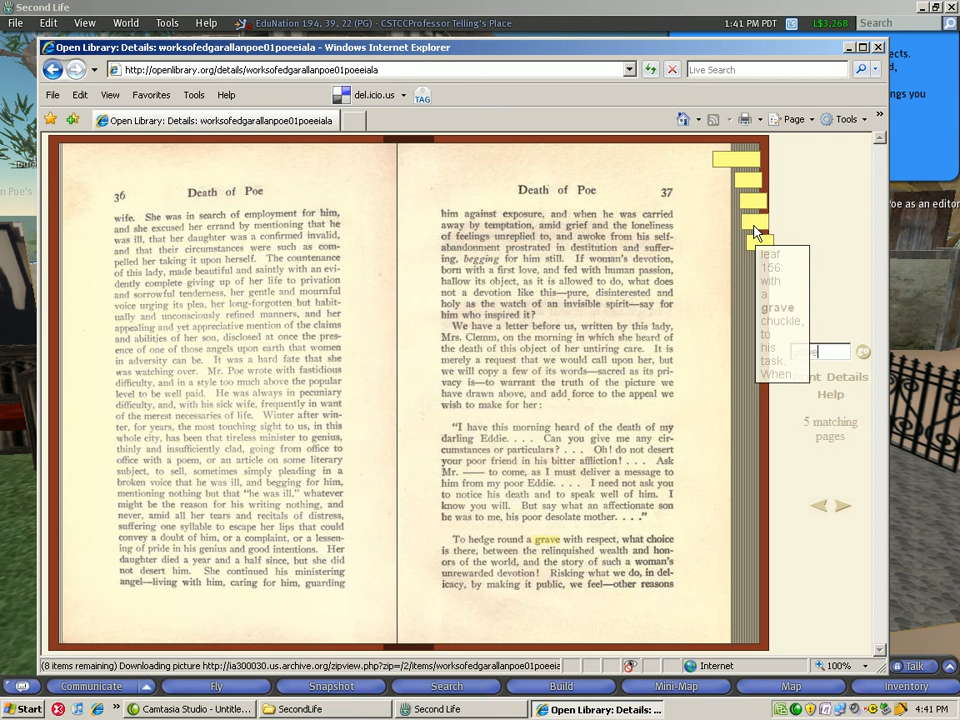 Second Life
File Edit View World Tools Help EduNation 194, 39, 22 (PG) - CSTCCProfessor Telling's Place 1:41 PM PDT L$3,268 Search
Open Library: Details: worksofedgarallanpoe01poeeiala - Windows Internet Explorer
http://openlibrary.org/details/worksofedgarallanpoe01poeeiala Live Search
File Edit View Favorites Tools Help del.icio.us TAG
Open Library: Details: worksofedgarallanpoe01poeeiala Page Tools
ects.
d,
ngs you
Poe as an editor
36 Death of Poe
wife. She was in search of employment for him,
and she excused her errand by mentioning that he
was ill, that her daughter was a confirmed invalid,
and that their circumstances were such as com-
pelled her taking it upon herself. The countenance
of this lady, made beautiful and saintly with an evi-
dently complete giving up of her life to privation
and sorrowful tenderness, her gentle and mournful
voice urging its plea, her long-forgotten but habit-
ually and unconsciously refined manners, and her
appealing and yet appreciative mention of the claims
and abilities of her son, disclosed at once the pres-
ence of one of those angels upon earth that women
in adversity can be. It was a hard fate that she
was watching over. Mr. Poe wrote with fastidious
difficulty, and in a style too much above the popular
level to be well paid. He was always in pecuniary
difficulty, and, with his sick wife, frequently in want
of the merest necessaries of life. Winter after win-
ter, for years, the most touching sight to us, in this
whole city, has been that tireless minister to genius,
thinly and insufficiently clad, going from office to
office with a poem, or an article on some literary
subject, to sell, sometimes simply pleading in a
broken voice that he was ill, and begging for him,
mentioning nothing but that "he was ill," whatever
might be the reason for his writing nothing, and
never, amid all her tears and recitals of distress,
suffering one syllable to escape her lips that could
convey a doubt of him, or a complaint, or a lessen-
ing of pride in his genius and good intentions. Her
daughter died a year and a half since, but she did
not desert him. She continued his ministering
angel—living with him, caring for him, guarding
Death of Poe 37
him against exposure, and when he was carried
away by temptation, amid grief and the loneliness
of feelings unreplied to, and awoke from his self-
abandonment prostrated in destitution and suffer-
ing, begging for him still. If woman's devotion,
born with a first love, and fed with human passion,
hallow its object, as it is allowed to do, what does
not a devotion like this—pure, disinterested and
holy as the watch of an invisible spirit—say for
him who inspired it?
We have a letter before us, written by this lady,
Mrs. Clemm, on the morning in which she heard of
the death of this object of her untiring care. It is
merely a request that we would call upon her, but
we will copy a few of its words—sacred as its pri-
vacy is—to warrant the truth of the picture we
have drawn above, and add force to the appeal we
wish to make for her:
"I have this morning heard of the death of my
darling Eddie. . . . Can you give me any cir-
cumstances or particulars? . . . Oh! do not desert
your poor friend in his bitter affliction! . . . Ask
Mr. —— to come, as I must deliver a message to
him from my poor Eddie. . . . I need not ask you
to notice his death and to speak well of him. I
know you will. But say what an affectionate son
he was to me, his poor desolate mother. . . ."
To hedge round a grave with respect, what choice
is there, between the relinquished wealth and hon-
ors of the world, and the story of such a woman's
unrewarded devotion! Risking what we do, in del-
icacy, by making it public, we feel—other reasons
leaf
156:
with
a
grave
chuckle,
to
his
task.
When
Details
Help
5 matching
pages
(8 items remaining) Downloading picture http://ia300030.us.archive.org/zipview.php?zip=/2/items/worksofedgarallanpoe01poeeia Internet 100% Talk
Communicate Fly Snapshot Search Build Mini-Map Map Inventory
Start Camtasia Studio - Untitle... SecondLife Second Life Open Library: Details: ... 4:41 PM